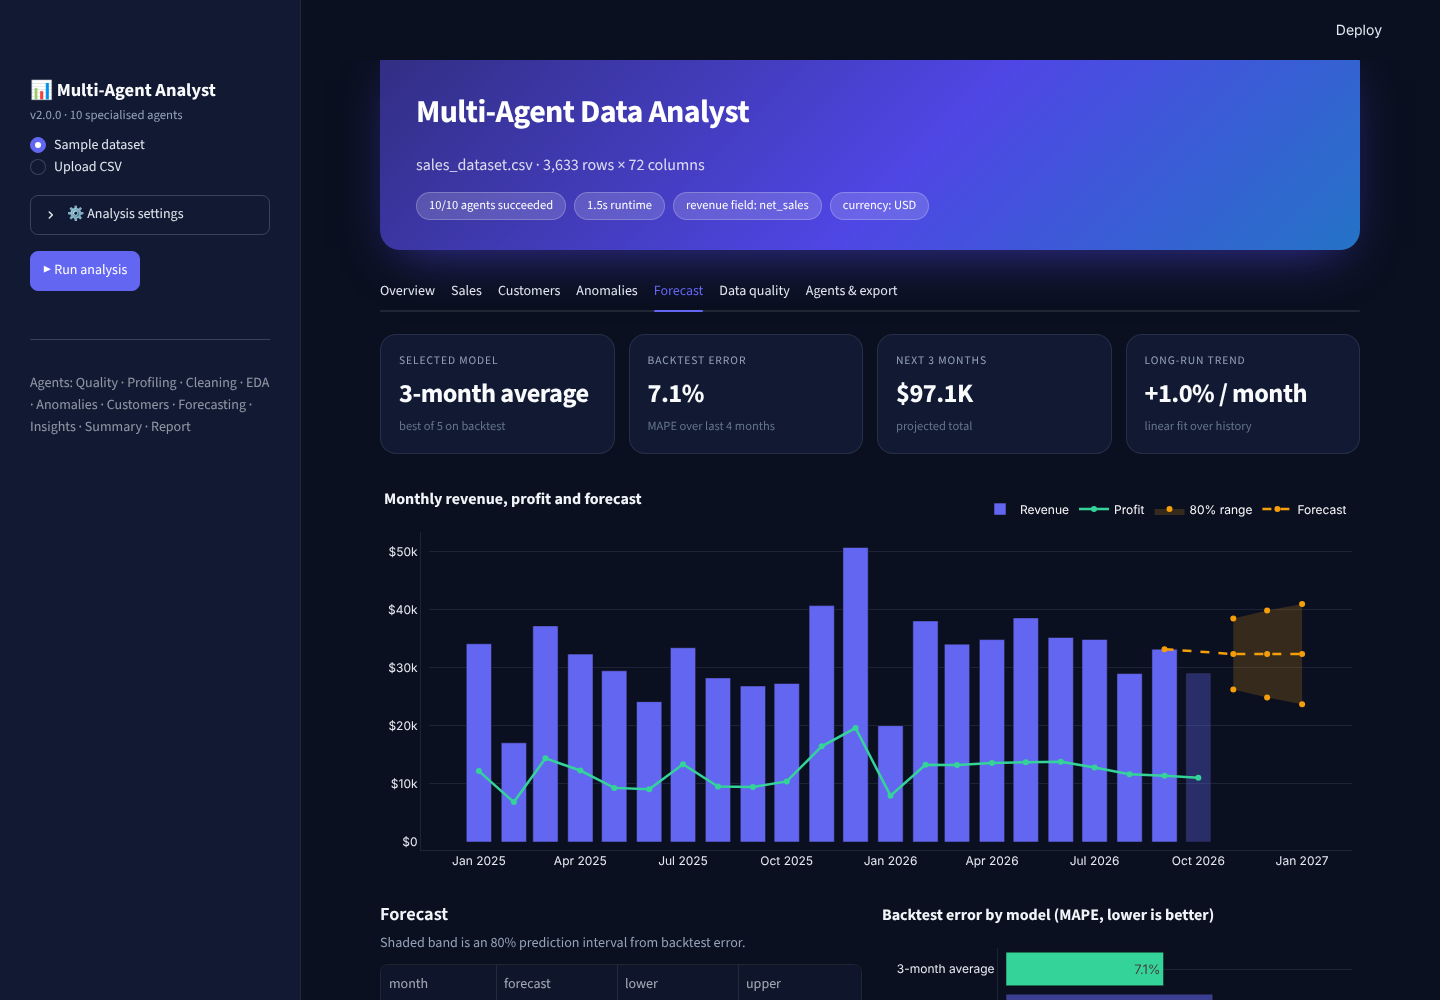 Deploy
📊 Multi-Agent Analyst
v2.0.0 · 10 specialised agents
Sample dataset
Upload CSV
⚙️ Analysis settings
Run analysis
Agents: Quality · Profiling · Cleaning · EDA
· Anomalies · Customers · Forecasting ·
Insights · Summary · Report
Multi-Agent Data Analyst
sales_dataset.csv · 3,633 rows × 72 columns
10/10 agents succeeded
1.5s runtime
revenue field: net_sales
currency: USD
Overview
Sales
Customers
Anomalies
Forecast
Data quality
Agents & export
SELECTED MODEL
3-month average
best of 5 on backtest
BACKTEST ERROR
7.1%
MAPE over last 4 months
NEXT 3 MONTHS
$97.1K
projected total
LONG-RUN TREND
+1.0% / month
linear fit over history
Monthly revenue, profit and forecast
Revenue
Profit
80% range
Forecast
$50k
$40k
$30k
$20k
$10k
$0
Jan 2025
Apr 2025
Jul 2025
Oct 2025
Jan 2026
Apr 2026
Jul 2026
Oct 2026
Jan 2027
Forecast
Shaded band is an 80% prediction interval from backtest error.
month
forecast
lower
upper
Backtest error by model (MAPE, lower is better)
3-month average
7.1%